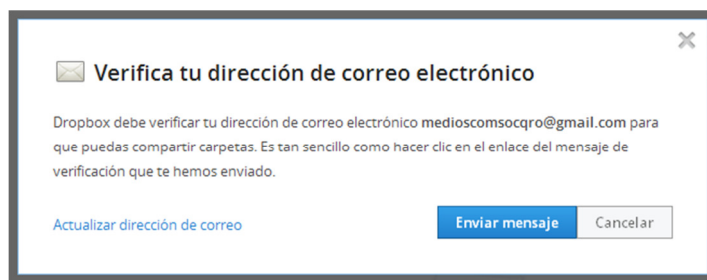 Verifica tu dirección de correo electrónico
Dropbox debe verificar tu dirección de correo electrónico medioscomsocqro@gmail.com para
que puedas compartir carpetas. Es tan sencillo como hacer clic en el enlace del mensaje de
verificación que te hemos enviado.
Actualizar dirección de correo
Enviar mensaje
Cancelar